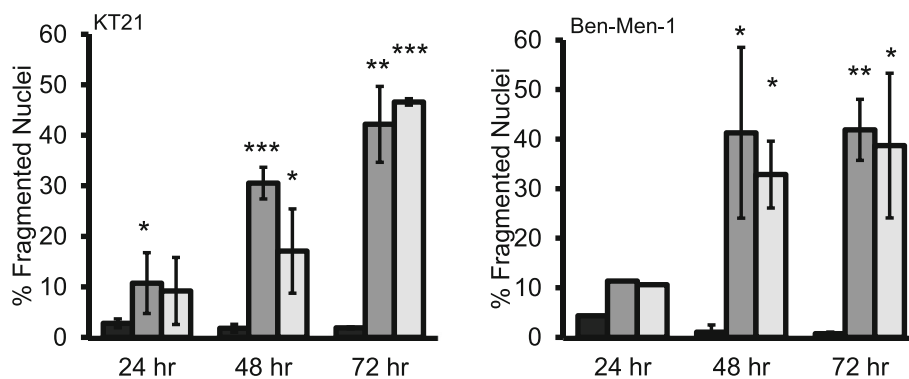 KT21
% Fragmented Nuclei
60
50
40
30
20
10
0
*
***
*
**
***
24 hr
48 hr
72 hr
Ben-Men-1
% Fragmented Nuclei
60
50
40
30
20
10
0
*
*
**
*
24 hr
48 hr
72 hr